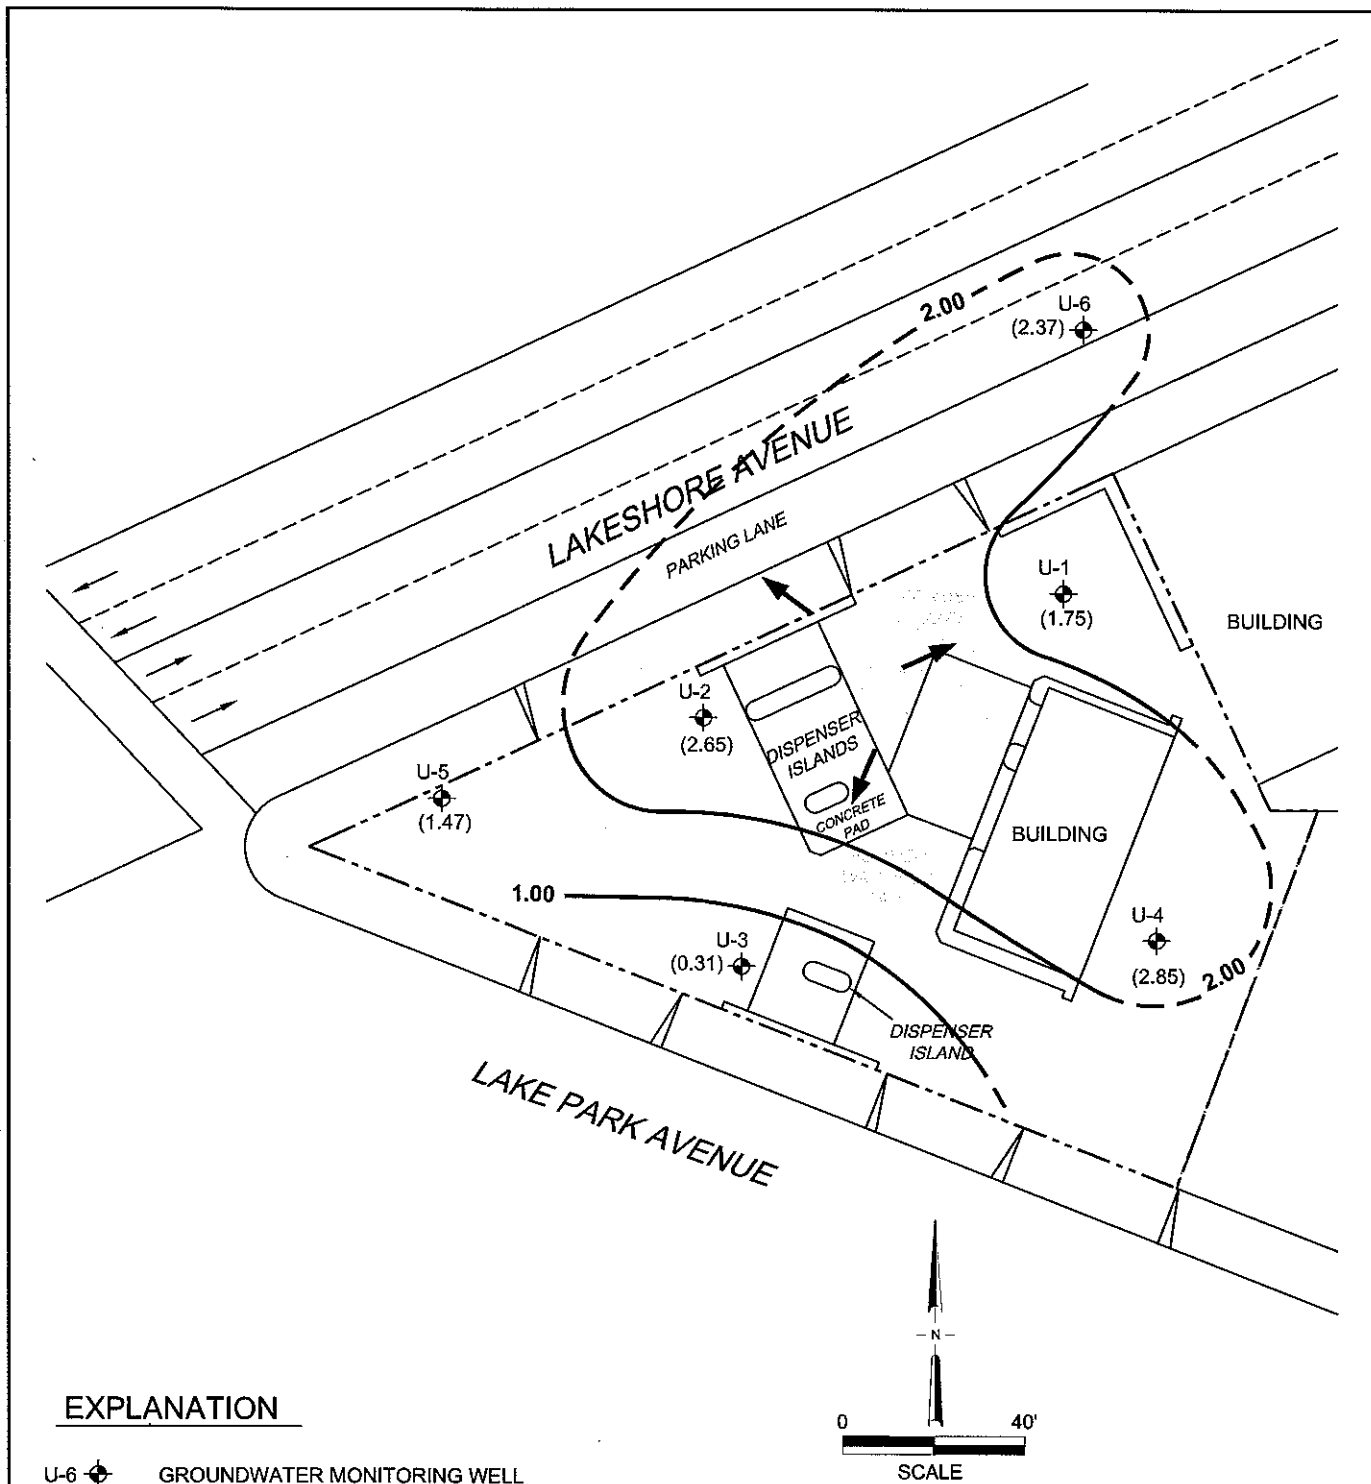 2.00
U-6
(2.37)
LAKESHORE AVENUE
PARKING LANE
U-1
(1.75)
BUILDING
U-2
(2.65)
DISPENSER
ISLANDS
U-5
(1.47)
CONCRETE
PAD
BUILDING
1.00
U-4
(2.85)
2.00
U-3
(0.31)
DISPENSER
ISLAND
LAKE PARK AVENUE
N
EXPLANATION
0 40'
SCALE
U-6 GROUNDWATER MONITORING WELL